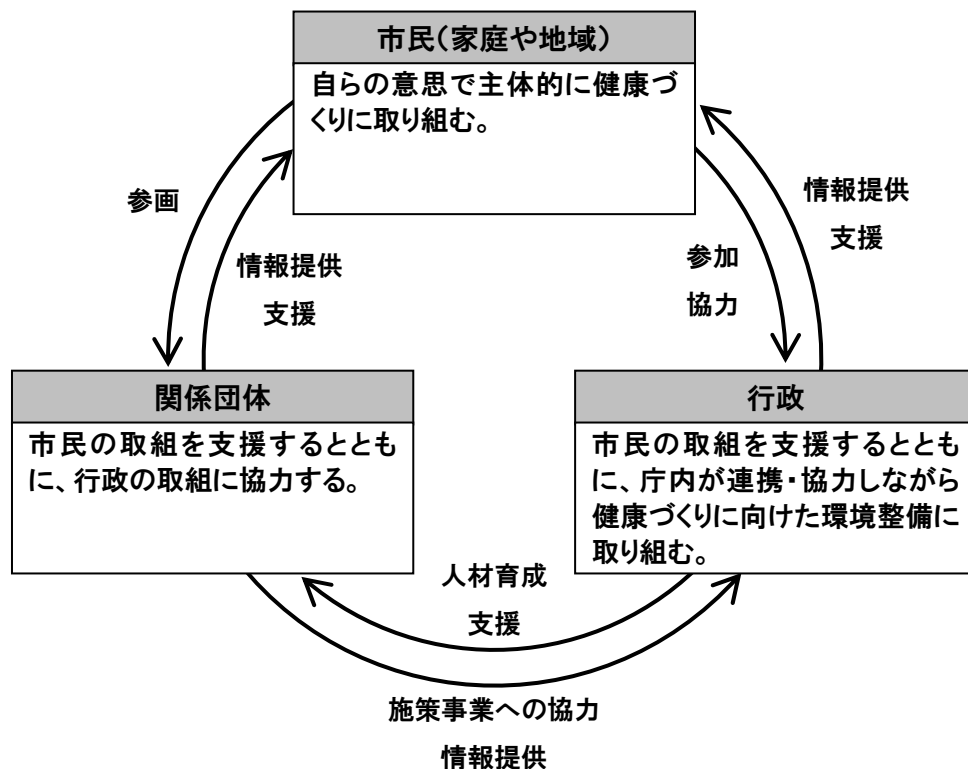 市民(家庭や地域)
自らの意思で主体的に健康づ
くりに取り組む。
参画
情報提供
支援
参加
協力
情報提供
支援
関係団体
市民の取組を支援するととも
に、行政の取組に協力する。
行政
市民の取組を支援するととも
に、庁内が連携・協力しながら
健康づくりに向けた環境整備に
取り組む。
人材育成
支援
施策事業への協力
情報提供